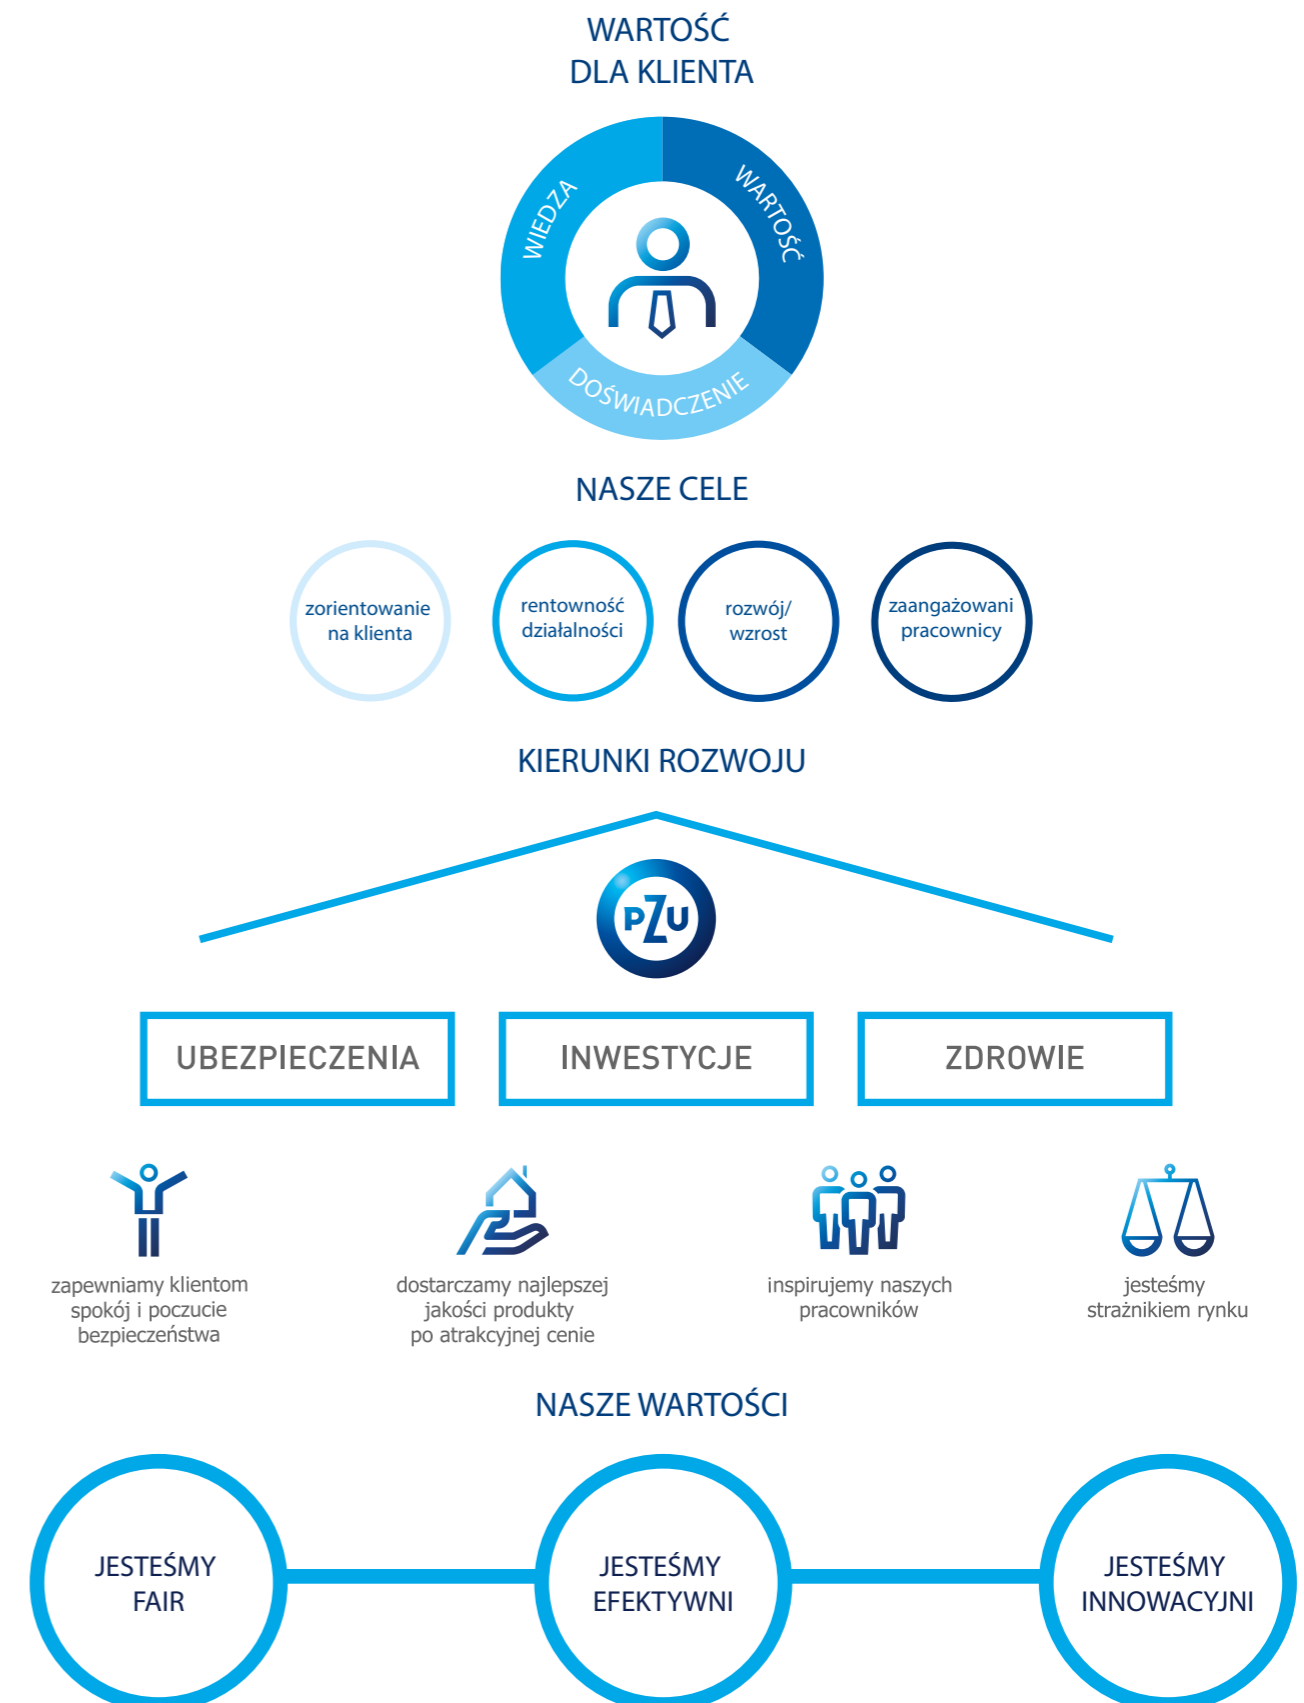 WARTOŚĆ
DLA KLIENTA
WIEDZA
WARTOŚĆ
DOŚWIADCZENIE
NASZE CELE
zorientowanie
na klienta
rentowność
działalności
rozwój/
wzrost
zaangażowani
pracownicy
KIERUNKI ROZWOJU
PZU
UBEZPIECZENIA
INWESTYCJE
ZDROWIE
zapewniamy klientom
spokój i poczucie
bezpieczeństwa
dostarczamy najlepszej
jakości produkty
po atrakcyjnej cenie
inspirujemy naszych
pracowników
jesteśmy
strażnikiem rynku
NASZE WARTOŚCI
JESTEŚMY
FAIR
JESTEŚMY
EFEKTYWNI
JESTEŚMY
INNOWACYJNI